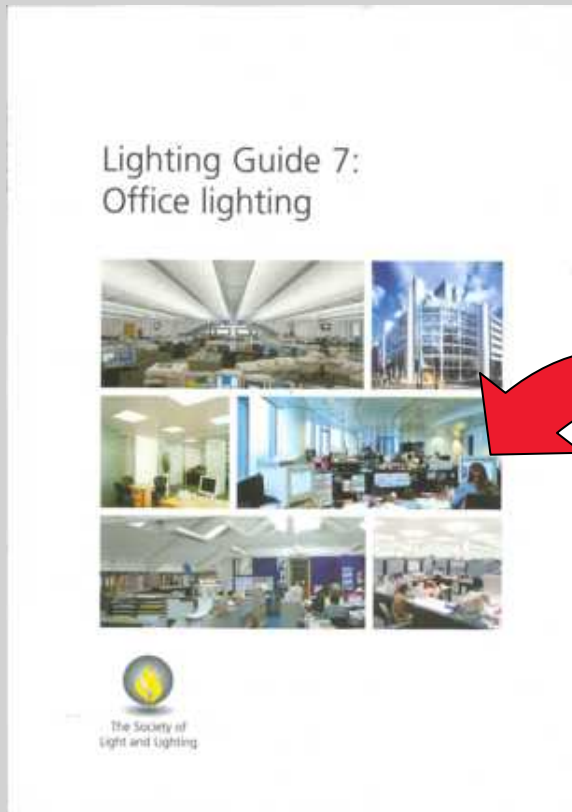 Lighting Guide 7:
Office lighting
The Society of
Light and Lighting